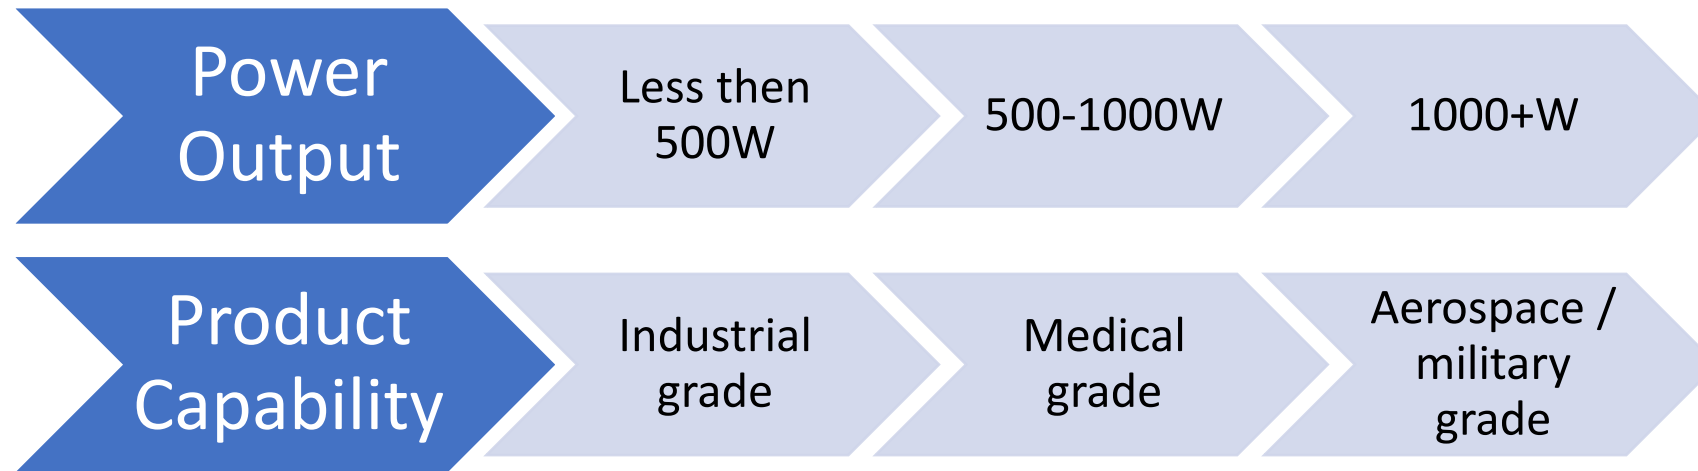 Power
Output
Less then
500W
500-1000W
1000+W
Product
Capability
Industrial
grade
Medical
grade
Aerospace /
military
grade